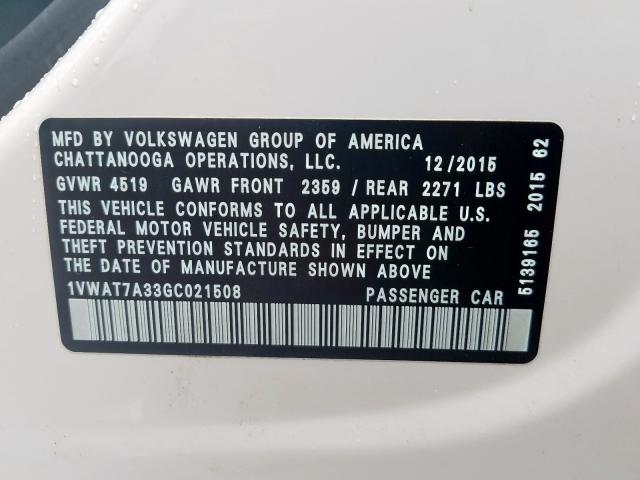 MFD BY VOLKSWAGEN GROUP OF AMERICA
CHATTANOOGA OPERATIONS, LLC. 12/2015
GVWR 4519 GAWR FRONT 2359 / REAR 2271 LBS
THIS VEHICLE CONFORMS TO ALL APPLICABLE U.S.
FEDERAL MOTOR VEHICLE SAFETY, BUMPER AND
THEFT PREVENTION STANDARDS IN EFFECT ON
THE DATE OF MANUFACTURE SHOWN ABOVE
1VWAT7A33GC021508 PASSENGER CAR
5139165 2015 62